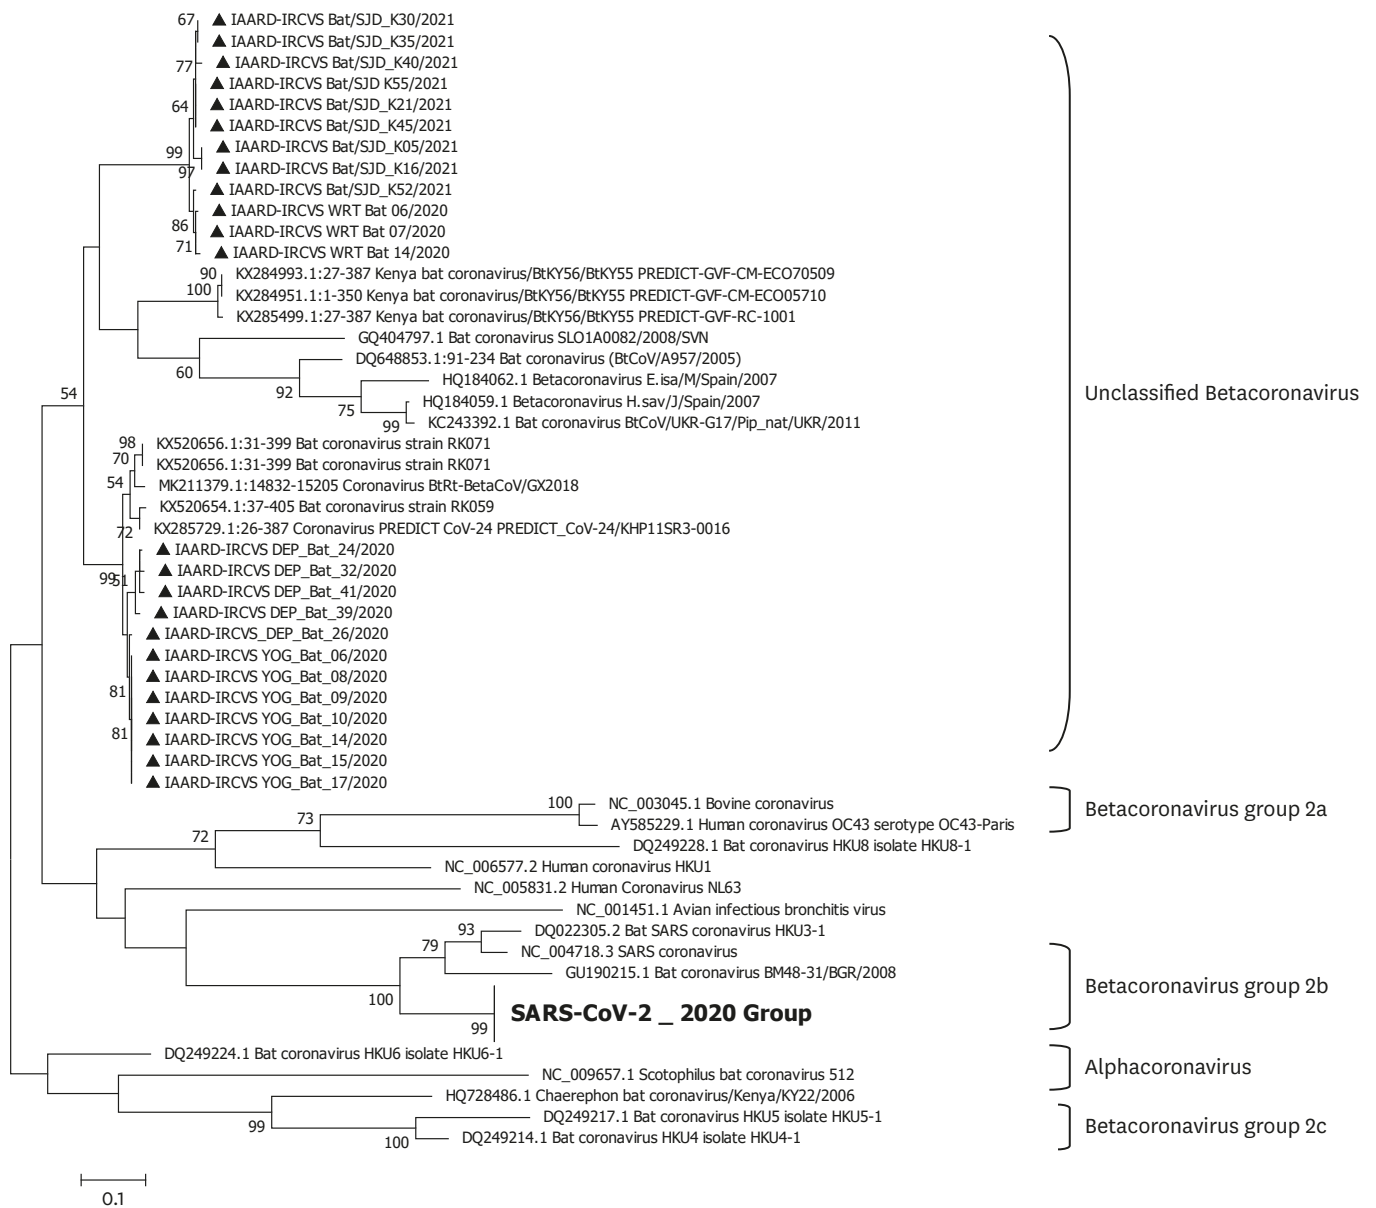 67 ▲ IAARD-IRCVS Bat/SJD_K30/2021
▲ IAARD-IRCVS Bat/SJD_K35/2021
▲ IAARD-IRCVS Bat/SJD_K40/2021
77
▲ IAARD-IRCVS Bat/SJD K55/2021
64 ▲ IAARD-IRCVS Bat/SJD_K21/2021
▲ IAARD-IRCVS Bat/SJD_K45/2021
99 ▲ IAARD-IRCVS Bat/SJD_K05/2021
97 ▲ IAARD-IRCVS Bat/SJD_K16/2021
▲ IAARD-IRCVS Bat/SJD_K52/2021
▲ IAARD-IRCVS WRT Bat 06/2020
86 ▲ IAARD-IRCVS WRT Bat 07/2020
71 ▲ IAARD-IRCVS WRT Bat 14/2020
90 KX284993.1:27-387 Kenya bat coronavirus/BtKY56/BtKY55 PREDICT-GVF-CM-ECO70509
100 KX284951.1:1-350 Kenya bat coronavirus/BtKY56/BtKY55 PREDICT-GVF-CM-ECO05710
KX285499.1:27-387 Kenya bat coronavirus/BtKY56/BtKY55 PREDICT-GVF-RC-1001
GQ404797.1 Bat coronavirus SLO1A0082/2008/SVN
DQ648853.1:91-234 Bat coronavirus (BtCoV/A957/2005)
60
HQ184062.1 Betacoronavirus E.isa/M/Spain/2007
92
Unclassified Betacoronavirus
54
HQ184059.1 Betacoronavirus H.sav/J/Spain/2007
75
KC243392.1 Bat coronavirus BtCoV/UKR-G17/Pip_nat/UKR/2011
99
98 KX520656.1:31-399 Bat coronavirus strain RK071
70 KX520656.1:31-399 Bat coronavirus strain RK071
54 MK211379.1:14832-15205 Coronavirus BtRt-BetaCoV/GX2018
KX520654.1:37-405 Bat coronavirus strain RK059
72 KX285729.1:26-387 Coronavirus PREDICT CoV-24 PREDICT_CoV-24/KHP11SR3-0016
▲ IAARD-IRCVS DEP_Bat_24/2020
99 51 ▲ IAARD-IRCVS DEP_Bat_32/2020
▲ IAARD-IRCVS DEP_Bat_41/2020
▲ IAARD-IRCVS DEP_Bat_39/2020
▲ IAARD-IRCVS_DEP_Bat_26/2020
▲ IAARD-IRCVS YOG_Bat_06/2020
▲ IAARD-IRCVS YOG_Bat_08/2020
81 ▲ IAARD-IRCVS YOG_Bat_09/2020
▲ IAARD-IRCVS YOG_Bat_10/2020
81 ▲ IAARD-IRCVS YOG_Bat_14/2020
▲ IAARD-IRCVS YOG_Bat_15/2020
▲ IAARD-IRCVS YOG_Bat_17/2020
100 NC_003045.1 Bovine coronavirus
Betacoronavirus group 2a
73 AY585229.1 Human coronavirus OC43 serotype OC43-Paris
72 DQ249228.1 Bat coronavirus HKU8 isolate HKU8-1
NC_006577.2 Human coronavirus HKU1
NC_005831.2 Human Coronavirus NL63
NC_001451.1 Avian infectious bronchitis virus
93 DQ022305.2 Bat SARS coronavirus HKU3-1
79 NC_004718.3 SARS coronavirus
GU190215.1 Bat coronavirus BM48-31/BGR/2008
Betacoronavirus group 2b
100
SARS-CoV-2 _ 2020 Group
99
DQ249224.1 Bat coronavirus HKU6 isolate HKU6-1
Alphacoronavirus
NC_009657.1 Scotophilus bat coronavirus 512
HQ728486.1 Chaerephon bat coronavirus/Kenya/KY22/2006
DQ249217.1 Bat coronavirus HKU5 isolate HKU5-1
99
Betacoronavirus group 2c
DQ249214.1 Bat coronavirus HKU4 isolate HKU4-1
100
0.1